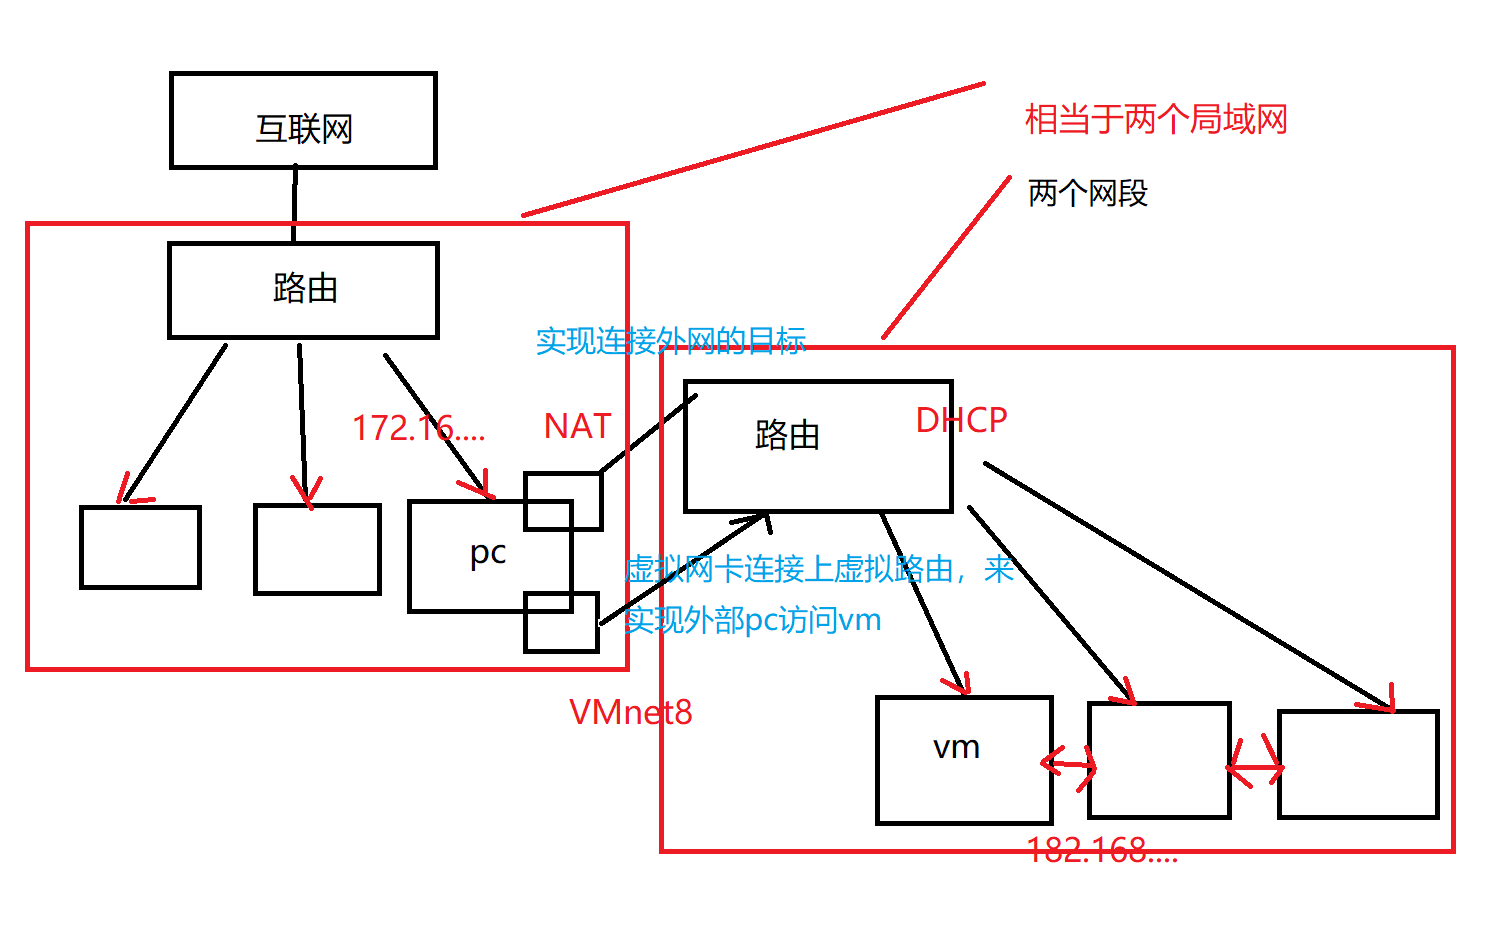 互联网
相当于两个局域网
两个网段
路由
实现连接外网的目标
172.16....
NAT
路由
DHCP
pc
虚拟网卡连接上虚拟路由，来
实现外部pc访问vm
VMnet8
vm
182.168....